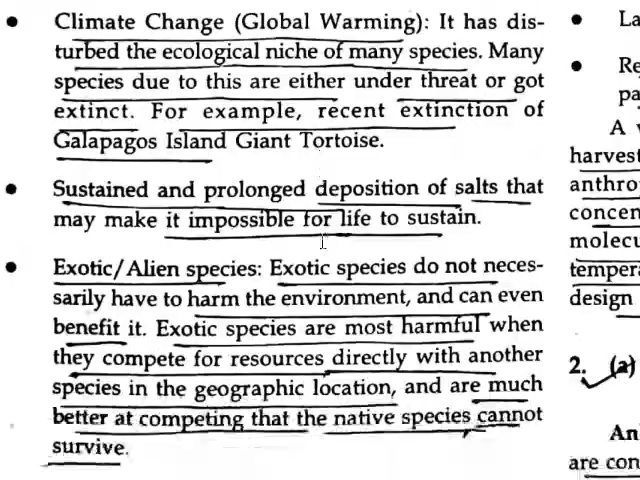 • Climate Change (Global Warming): It has dis-
turbed the ecological niche of many species. Many
species due to this are either under threat or got
extinct. For example, recent extinction of
Galapagos Island Giant Tortoise.
• Sustained and prolonged deposition of salts that
may make it impossible for life to sustain.
• Exotic/Alien species: Exotic species do not neces-
sarily have to harm the environment, and can even
benefit it. Exotic species are most harmful when
they compete for resources directly with another
species in the geographic location, and are much
better at competing that the native species cannot
survive.
• La
• Re
pa
A
harvest
anthro
concen
molecu
tempera
design
2. (a)
An
are con